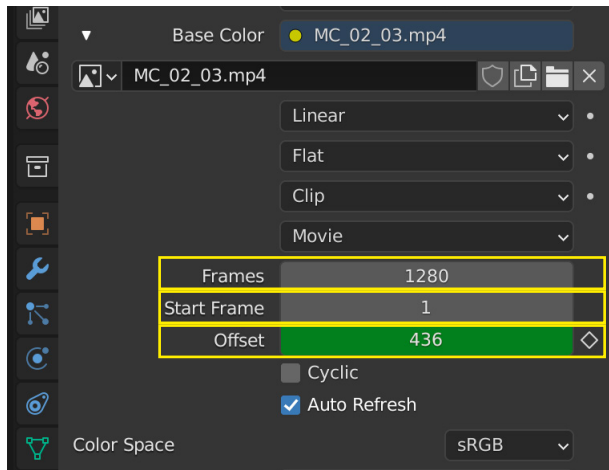 Base Color MC_02_03.mp4
MC_02_03.mp4
Linear
Flat
Clip
Movie
Frames 1280
Start Frame 1
Offset 436
Cyclic
Auto Refresh
Color Space sRGB